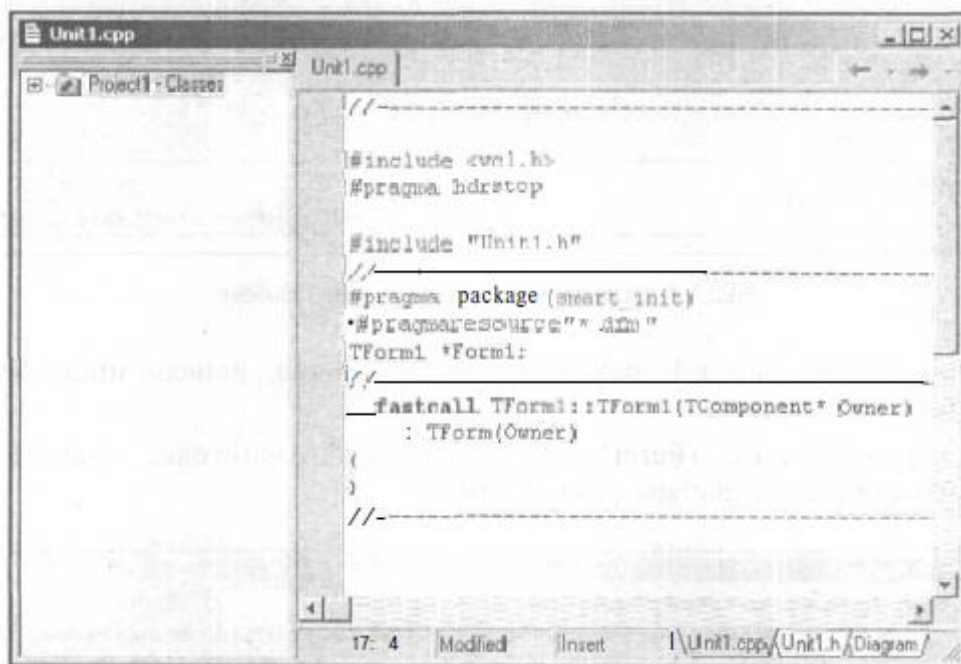 Unit1.cpp
Project1 - Classes
Unit1.cpp
//
#include <vcl.h>
#pragma hdrstop
#include "Unit1.h"
//
#pragma package (smart_init)
#pragma resource "*.dfm"
TForm1 *Form1;
//
__fastcall TForm1::TForm1(TComponent* Owner)
: TForm(Owner)
{
}
//
17: 4 Modified Insert 1 \Unit1.cpp/Unit1.h/Diagram/